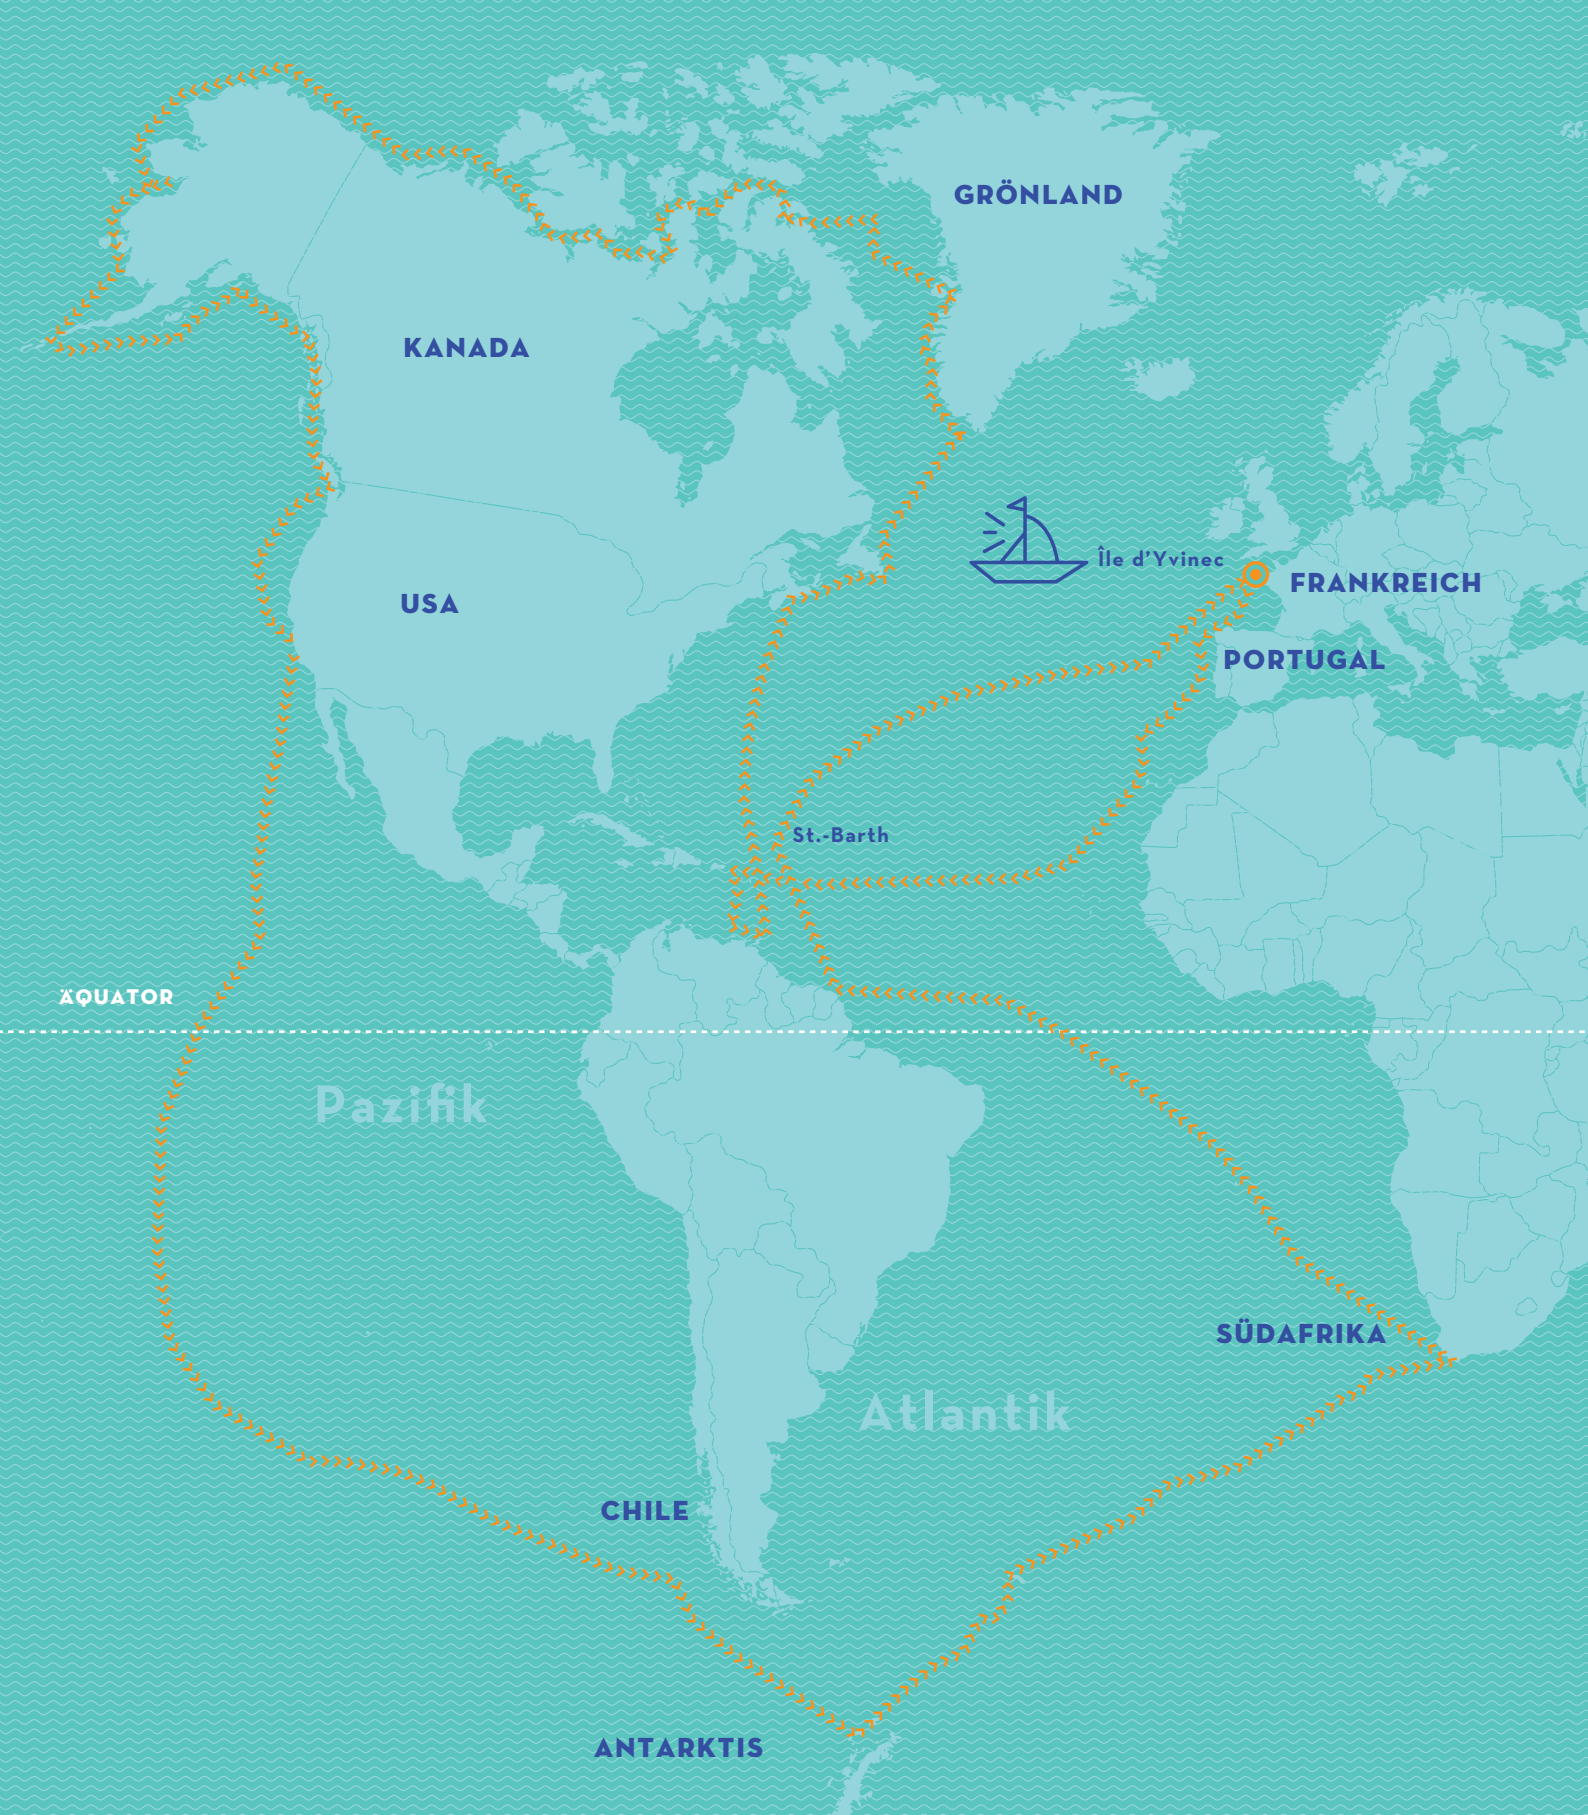 GRÖNLAND
KANADA
Île d'Yvinec
FRANKREICH
USA
PORTUGAL
St.-Barth
ÄQUATOR
Pazifik
SÜDAFRIKA
Atlantik
CHILE
ANTARKTIS